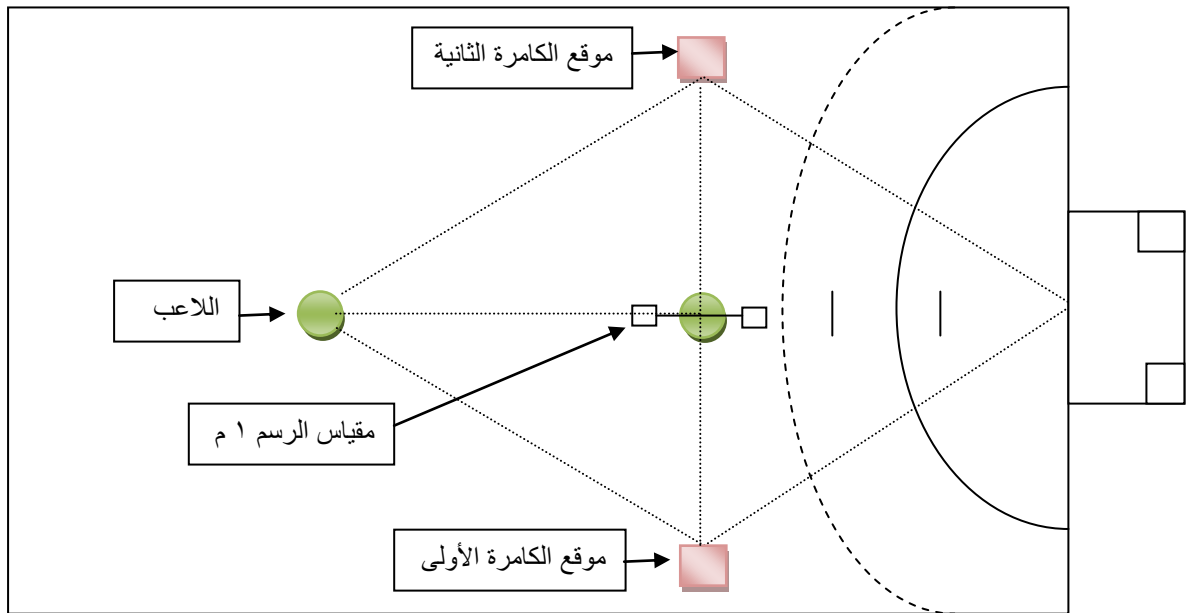 موقع الكامرة الثانية
اللاعب
مقياس الرسم ١ م
موقع الكامرة الأولى